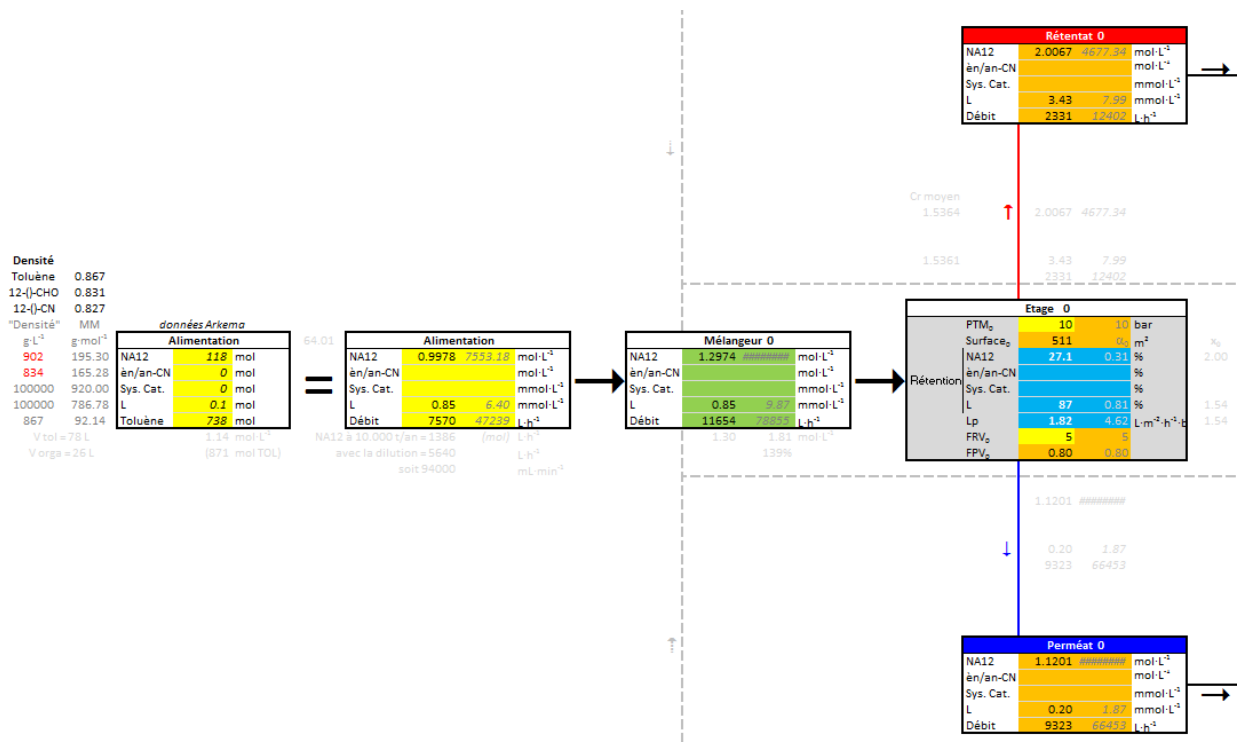 Rétentat 0
NA12 2.0067 4677.34 mol·L⁻¹
èn/an-CN mol·L⁻¹
Sys. Cat. mmol·L⁻¹
L 3.43 7.99 mmol·L⁻¹
Débit 2331 12402 L·h⁻¹
Cr moyen
1.5364 2.0067 4677.34
1.5361 3.43 7.99
2331 12402
Densité
Toluène 0.867
12-()-CHO 0.831
12-()-CN 0.827
"Densité" MM
g·L⁻¹ g·mol⁻¹
902 195.30
834 165.28
100000 920.00
100000 786.78
867 92.14
données Arkema
Alimentation
NA12 118 mol
èn/an-CN 0 mol
Sys. Cat. 0 mol
L 0.1 mol
Toluène 738 mol
V tol = 78 L 1.14 mol·L⁻¹
V orga = 26 L (871 mol TOL)
64.01
=
Alimentation
NA12 0.9978 7553.18 mol·L⁻¹
èn/an-CN mol·L⁻¹
Sys. Cat. mmol·L⁻¹
L 0.85 6.40 mmol·L⁻¹
Débit 7570 47239 L·h⁻¹
NA12 à 10.000 t/an = 1386 (mol) L·h⁻¹
avec la dilution = 5640 L·h⁻¹
soit 94000 mL·min⁻¹
Mélangeur 0
NA12 1.2974 ######## mol·L⁻¹
èn/an-CN mol·L⁻¹
Sys. Cat. mmol·L⁻¹
L 0.85 9.87 mmol·L⁻¹
Débit 11654 78855 L·h⁻¹
1.30 1.81 mol·L⁻¹
139%
Etage 0
PTM₀ 10 10 bar
Surface₀ 511 α₀ m²
Rétention
NA12 27.1 0.31 %
èn/an-CN %
Sys. Cat. %
L 87 0.81 %
Lp 1.82 4.62 L·m⁻²·h⁻¹·b
FRV₀ 5 5
FPV₀ 0.80 0.80
x₀
2.00
1.54
1.54
1.1201 ########
0.20 1.87
9323 66453
Perméat 0
NA12 1.1201 ######## mol·L⁻¹
èn/an-CN mol·L⁻¹
Sys. Cat. mmol·L⁻¹
L 0.20 1.87 mmol·L⁻¹
Débit 9323 66453 L·h⁻¹